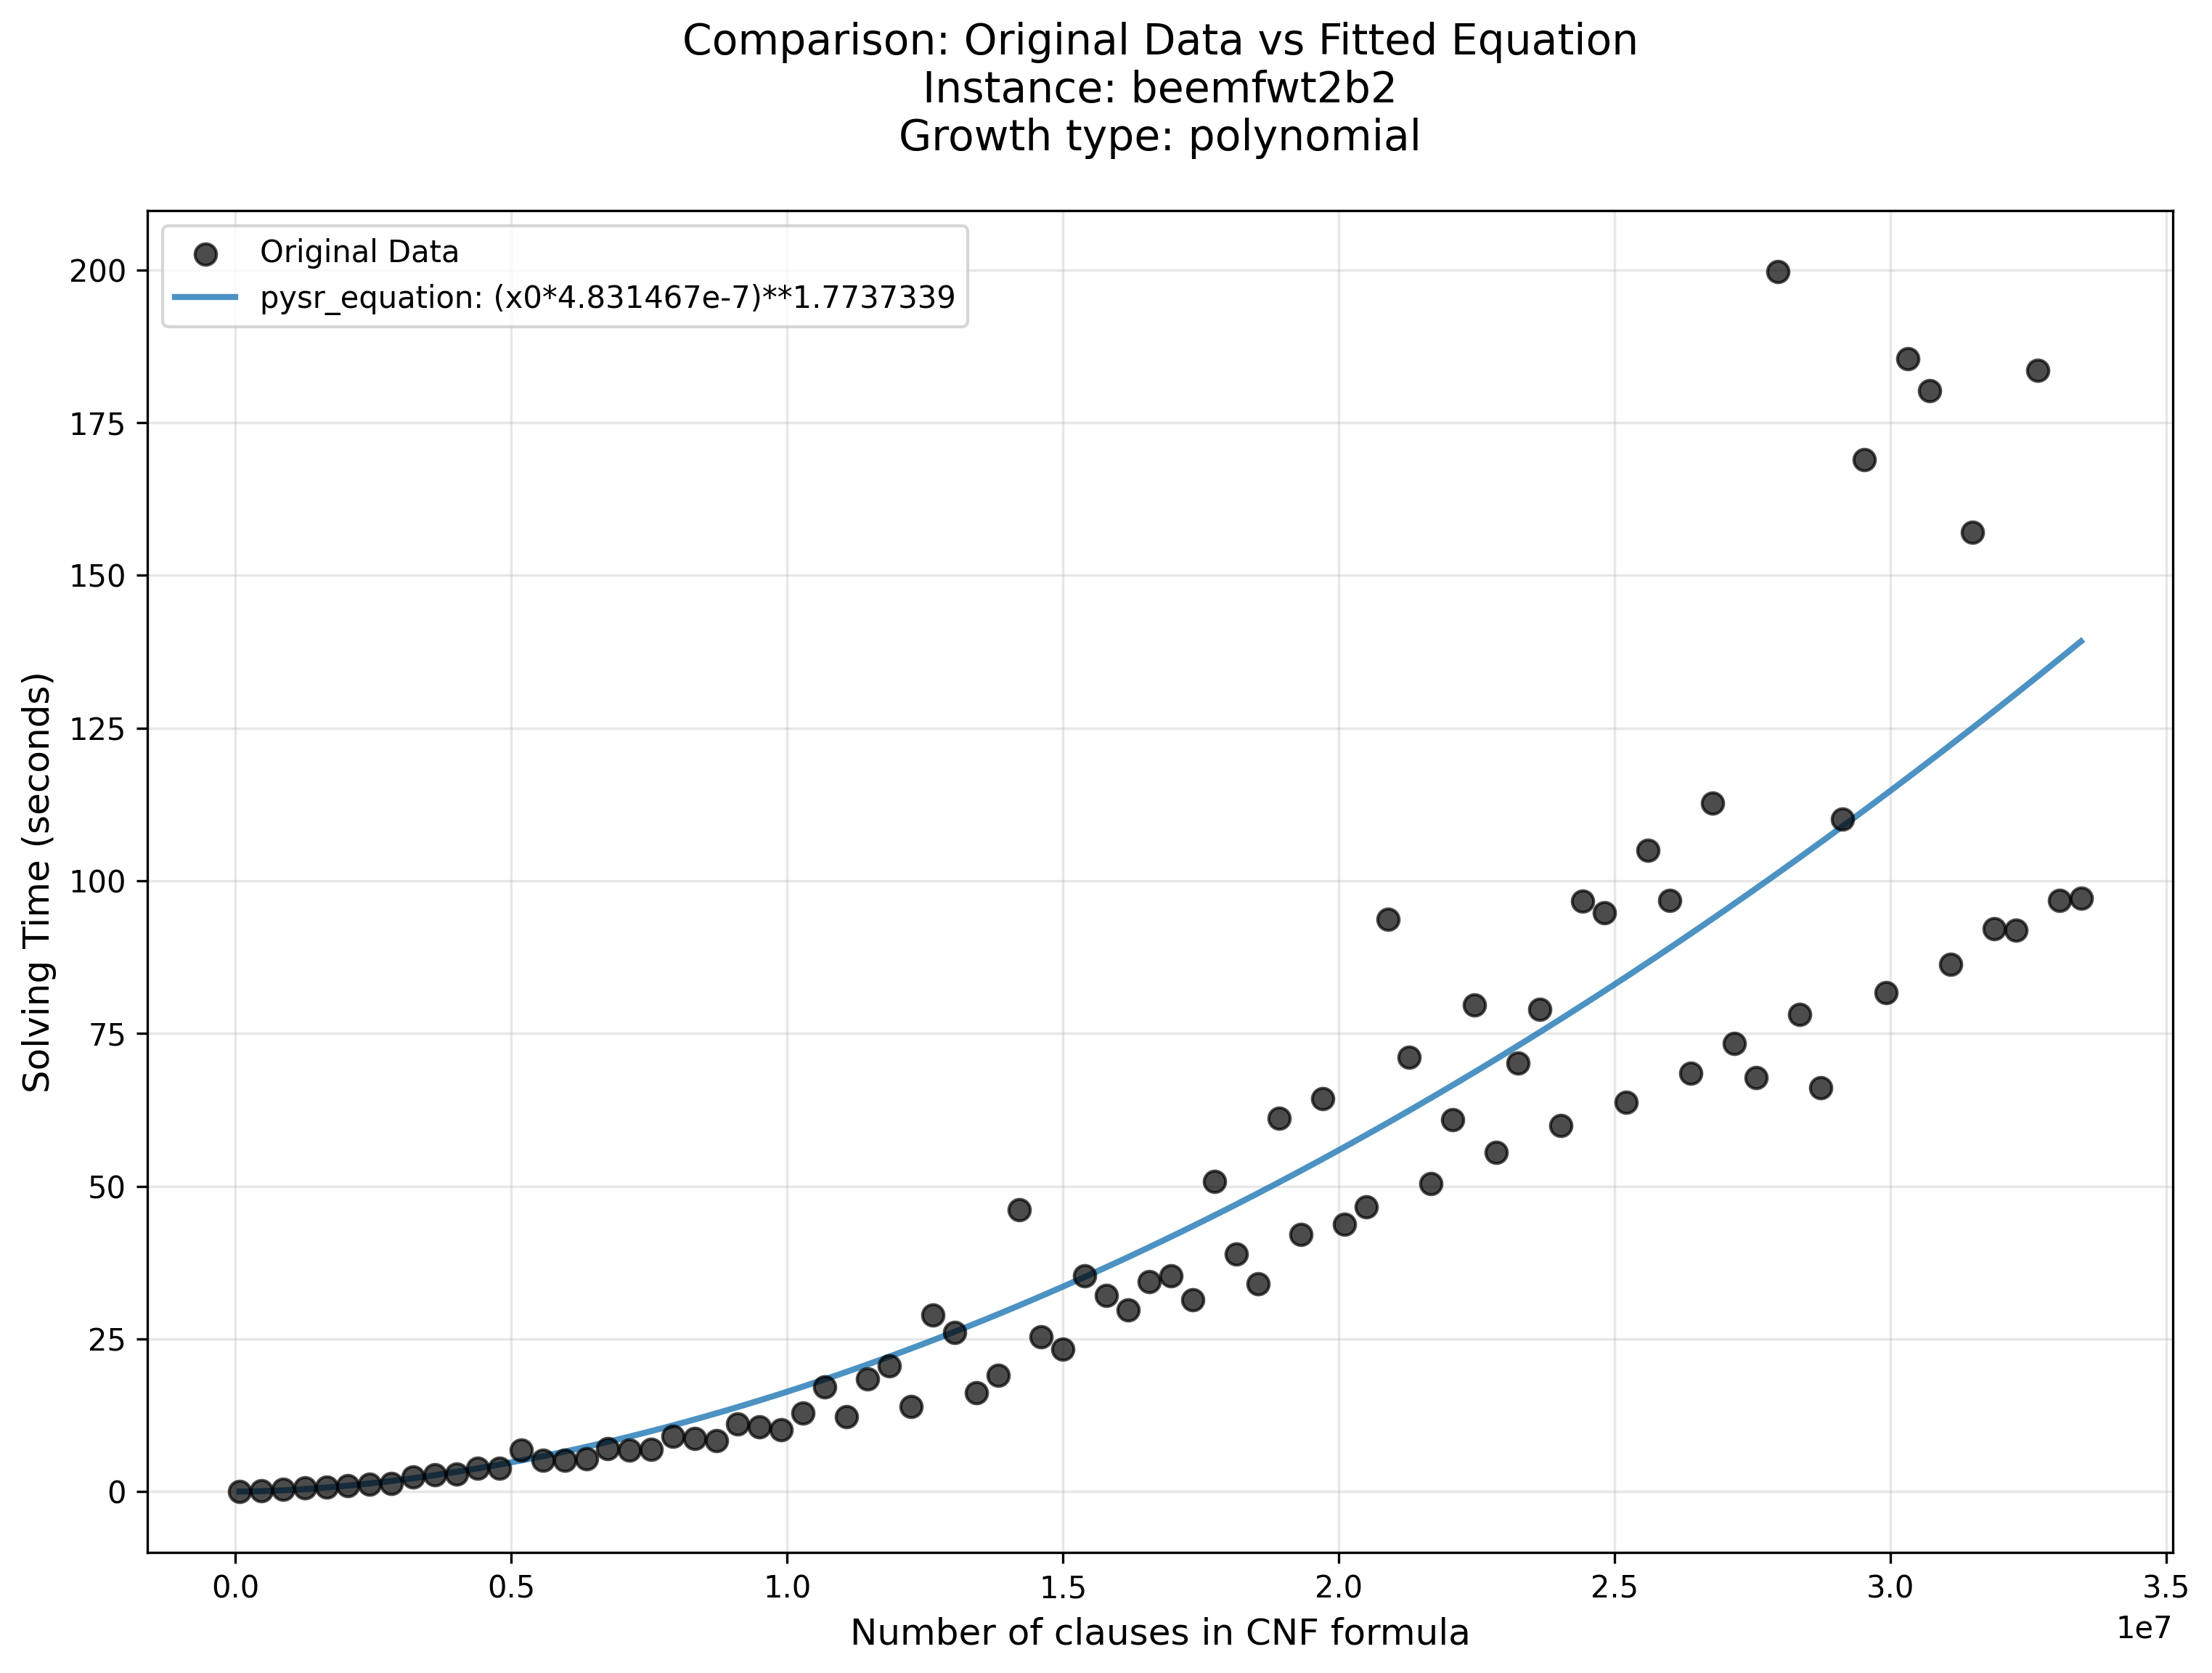 Comparison: Original Data vs Fitted Equation
Instance: beemfwt2b2
Growth type: polynomial
Original Data
pysr_equation: (x0*4.831467e-7)**1.7737339
Solving Time (seconds)
200
175
150
125
100
75
50
25
0
0.0 0.5 1.0 1.5 2.0 2.5 3.0 3.5
1e7
Number of clauses in CNF formula